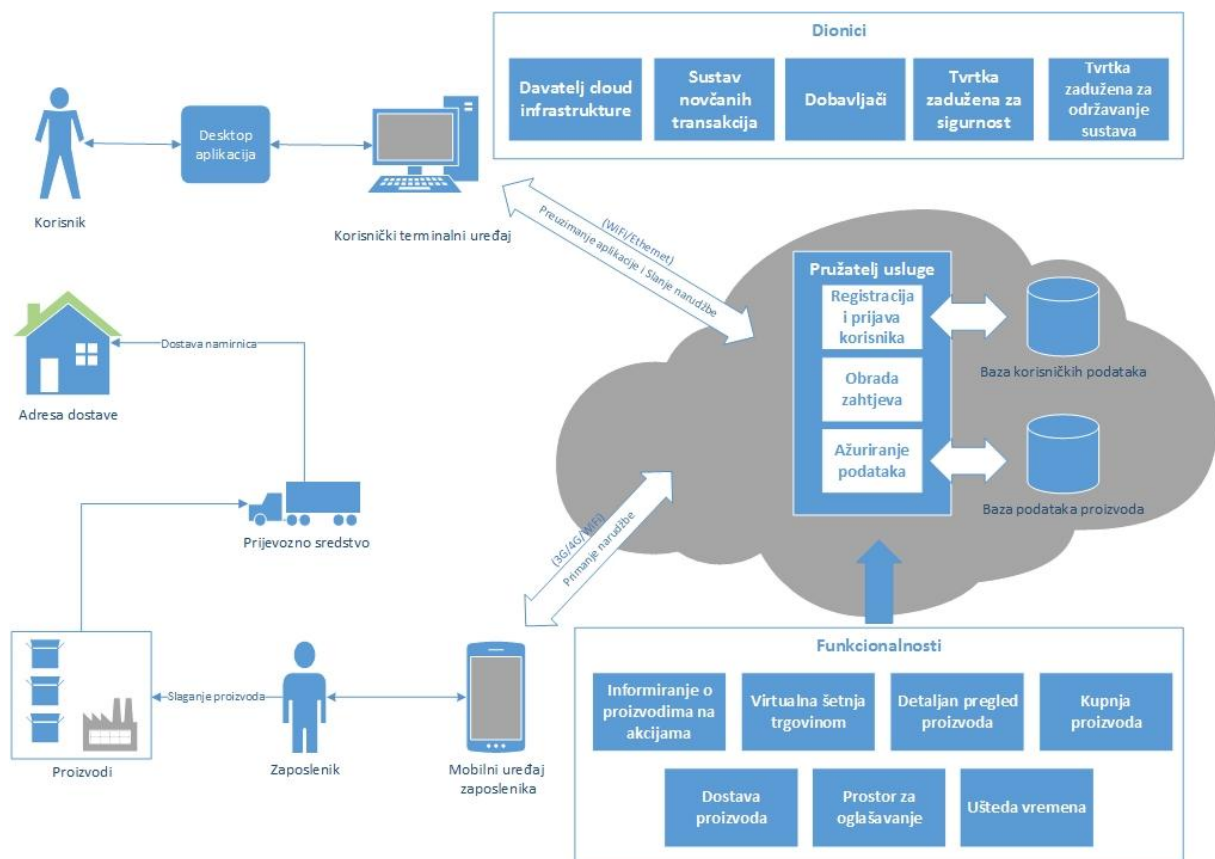 Dionici
Davatelj cloud
infrastrukture
Sustav
novčanih
transakcija
Dobavljači
Tvrtka
zadužena za
sigurnost
Tvrtka
zadužena za
održavanje
sustava
Desktop
aplikacija
Korisnik
Korisnički terminalni uređaj
(WiFi/Ethernet)
Preuzimanje aplikacije i Slanje narudžbe
Pružatelj usluge
Registracija
i prijava
korisnika
Obrada
zahtjeva
Ažuriranje
podataka
Baza korisničkih podataka
Baza podataka proizvoda
Dostava namirnica
Adresa dostave
Prijevozno sredstvo
(3G/4G/WiFi)
Primanje narudžbe
Slaganje proizvoda
Proizvodi
Zaposlenik
Mobilni uređaj
zaposlenika
Funkcionalnosti
Informiranje o
proizvodima na
akcijama
Virtualna šetnja
trgovinom
Detaljan pregled
proizvoda
Kupnja
proizvoda
Dostava
proizvoda
Prostor za
oglašavanje
Ušteda vremena